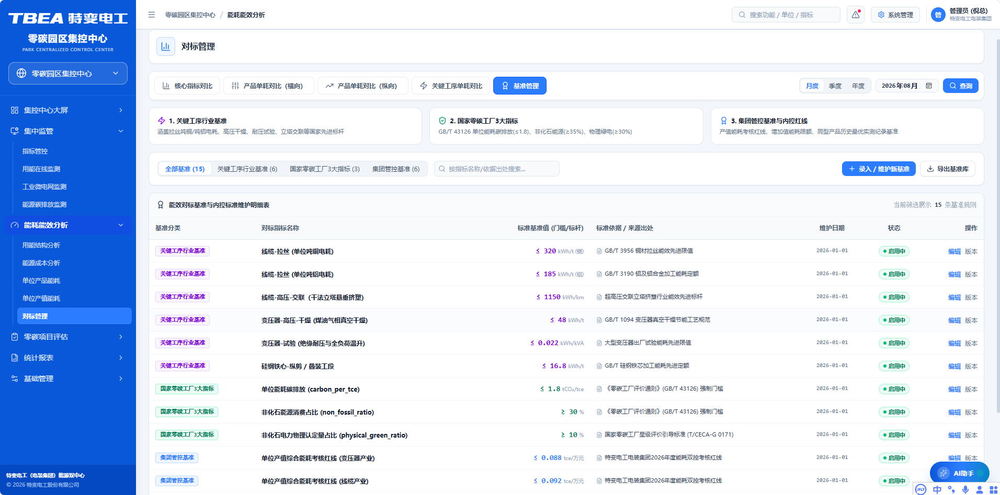 TBEA 特变电工
零碳园区集控中心
PARK CENTRALIZED CONTROL CENTER
零碳园区集控中心
集控中心大屏
集中监管
指标管控
用能在线监测
工业微电网监测
能源碳排放监测
能耗能效分析
用能结构分析
能源成本分析
单位产品能耗
单位产值能耗
对标管理
零碳项目评估
统计报表
基础管理
特变电工（电装集团）能源双中心
© 2026 特变电工股份有限公司
零碳园区集控中心 / 能耗能效分析
搜索功能 / 单位 / 指标
系统管理
管
管理员 (倪总)
特变电工电装集团
对标管理
核心指标对比
产品单耗对比（横向）
产品单耗对比（纵向）
关键工序单耗对比
基准管理
月度 季度 年度
2026年08月
查询
1. 关键工序行业基准
涵盖拉丝吨铜/吨铝电耗、高压干燥、耐压试验、立塔交联等国家先进标杆
2. 国家零碳工厂3大指标
GB/T 43126 单位能耗碳排放(≤1.8)、非化石能源(≥35%)、物理绿电(≥30%)
3. 集团管控基准与内控红线
产值能耗考核红线、增加值能耗限额、同型产品历史最优实测纪录基准
全部基准 (15) 关键工序行业基准 (6) 国家零碳工厂3大指标 (3) 集团管控基准 (6)
按指标名称/依据出处搜索...
录入 / 维护新基准
导出基准库
能效对标基准与内控标准维护明细表
当前筛选展示 15 条基准规则
基准分类 对标指标名称 标准基准值 (门槛/标杆) 标准依据 / 来源出处 维护日期 状态 操作
关键工序行业基准 线缆-拉丝 (单位吨铜电耗) ≤ 320 kWh/t (铜) GB/T 3956 铜材拉丝能效先进限值 2026-01-01 启用中 编辑 版本
关键工序行业基准 线缆-拉丝 (单位吨铝电耗) ≤ 185 kWh/t (铝) GB/T 3190 铝及铝合金加工能耗定额 2026-01-01 启用中 编辑 版本
关键工序行业基准 线缆-高压-交联（干法立塔悬垂挤塑） ≤ 1150 kWh/km 超高压交联立塔挤塑行业能效先进标杆 2026-01-01 启用中 编辑 版本
关键工序行业基准 变压器-高压-干燥 (煤油气相真空干燥) ≤ 48 kWh/t GB/T 1094 变压器真空干燥节能工艺规范 2026-01-01 启用中 编辑 版本
关键工序行业基准 变压器-试验 (绝缘耐压与全负荷温升) ≤ 0.022 kWh/kVA 大型变压器出厂试验能耗先进限值 2026-01-01 启用中 编辑 版本
关键工序行业基准 硅钢铁心-纵剪 / 叠装工段 ≤ 16.8 kWh/t GB/T 硅钢铁芯加工能耗先进定额 2026-01-01 启用中 编辑 版本
国家零碳工厂3大指标 单位能耗碳排放 (carbon_per_tce) ≤ 1.8 tCO₂/tce 《零碳工厂评价通则》(GB/T 43126) 强制门槛 2026-01-01 启用中 编辑 版本
国家零碳工厂3大指标 非化石能源消费占比 (non_fossil_ratio) ≥ 30 % 《零碳工厂评价通则》(GB/T 43126) 强制门槛 2026-01-01 启用中 编辑 版本
国家零碳工厂3大指标 非化石电力物理认定量占比 (physical_green_ratio) ≥ 10 % 国家零碳工厂星级评价引导标准 (T/CECA-G 0171) 2026-01-01 启用中 编辑 版本
集团管控基准 单位产值综合能耗考核红线 (变压器产业) ≤ 0.088 tce/万元 特变电工电装集团2026年度能耗双控考核红线 2026-01-01 启用中 编辑 版本
集团管控基准 单位产值综合能耗考核红线 (线缆产业) ≤ 0.092 tce/万元 特变电工电装集团2026年度能耗双控考核红线 2026-01-01 启用中
AI助手
iFLY 中